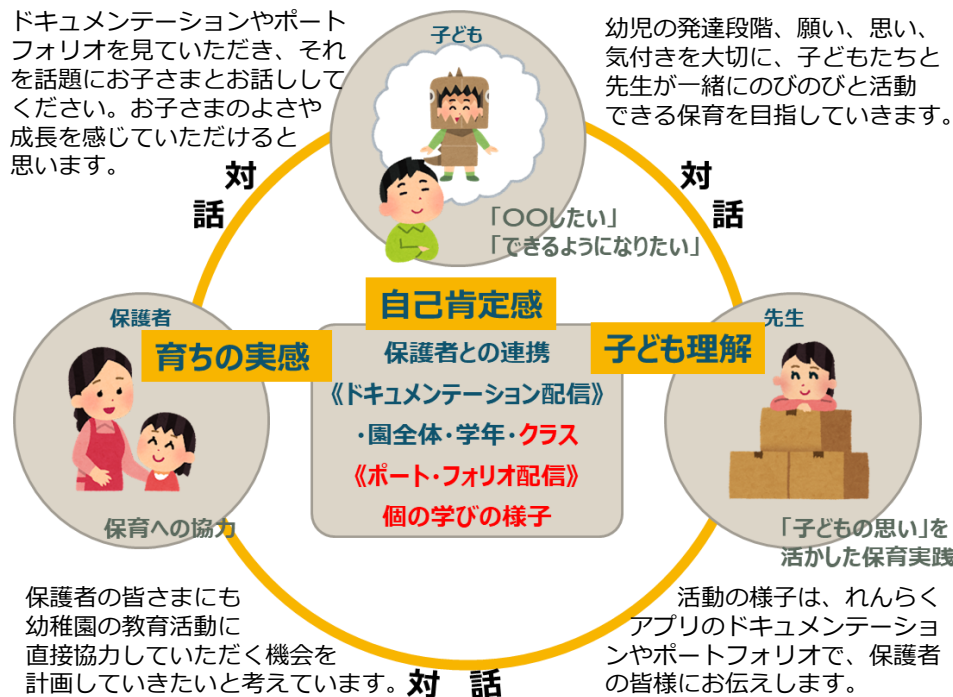 ドキュメンテーションやポート
フォリオを見ていただき、それ
を話題にお子さまとお話しして
ください。お子さまのよさや
成長を感じていただけると
思います。
子ども
幼児の発達段階、願い、思い、
気付きを大切に、子どもたちと
先生が一緒にのびのびと活動
できる保育を目指していきます。
対話
対話
「〇〇したい」
「できるようになりたい」
自己肯定感
保護者
育ちの実感
保育への協力
保護者との連携
《ドキュメンテーション配信》
・園全体・学年・クラス
《ポート・フォリオ配信》
個の学びの様子
先生
子ども理解
「子どもの思い」を
活かした保育実践
保護者の皆さまにも
幼稚園の教育活動に
直接協力していただく機会を
計画していきたいと考えています。
対話
活動の様子は、れんらく
アプリのドキュメンテーショ
ンやポートフォリオで、保護者
の皆様にお伝えします。